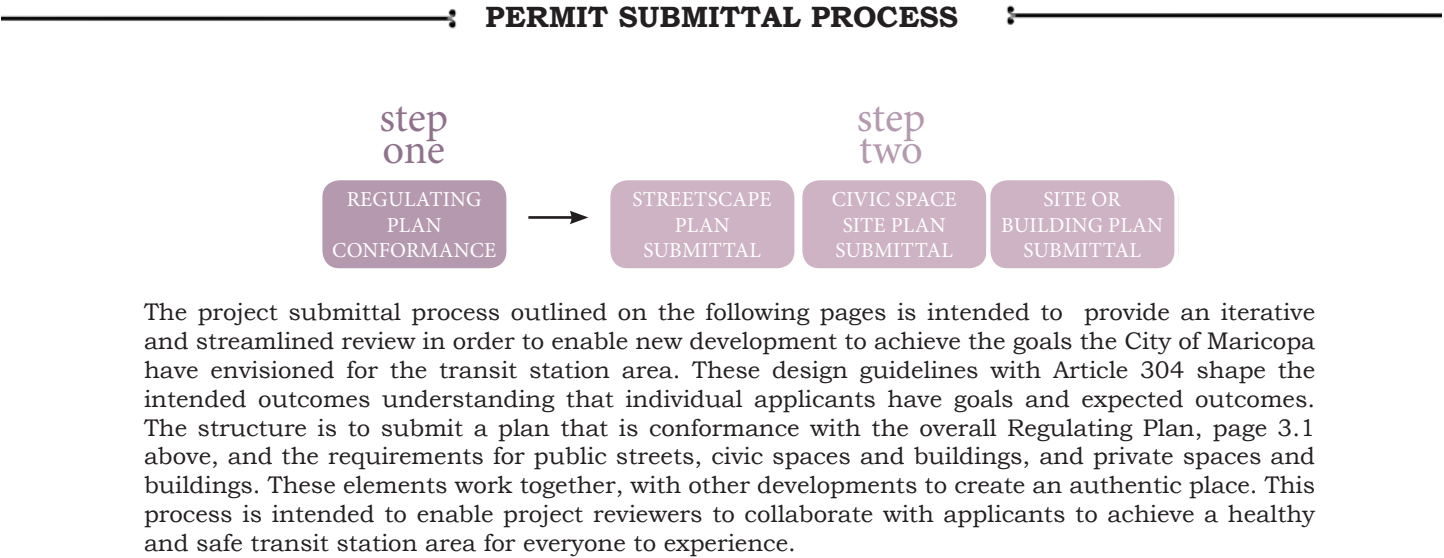 PERMIT SUBMITTAL PROCESS
step
one
step
two
REGULATING
PLAN
CONFORMANCE
STREETSCAPE
PLAN
SUBMITTAL
CIVIC SPACE
SITE PLAN
SUBMITTAL
SITE OR
BUILDING PLAN
SUBMITTAL
The project submittal process outlined on the following pages is intended to provide an iterative
and streamlined review in order to enable new development to achieve the goals the City of Maricopa
have envisioned for the transit station area. These design guidelines with Article 304 shape the
intended outcomes understanding that individual applicants have goals and expected outcomes.
The structure is to submit a plan that is conformance with the overall Regulating Plan, page 3.1
above, and the requirements for public streets, civic spaces and buildings, and private spaces and
buildings. These elements work together, with other developments to create an authentic place. This
process is intended to enable project reviewers to collaborate with applicants to achieve a healthy
and safe transit station area for everyone to experience.